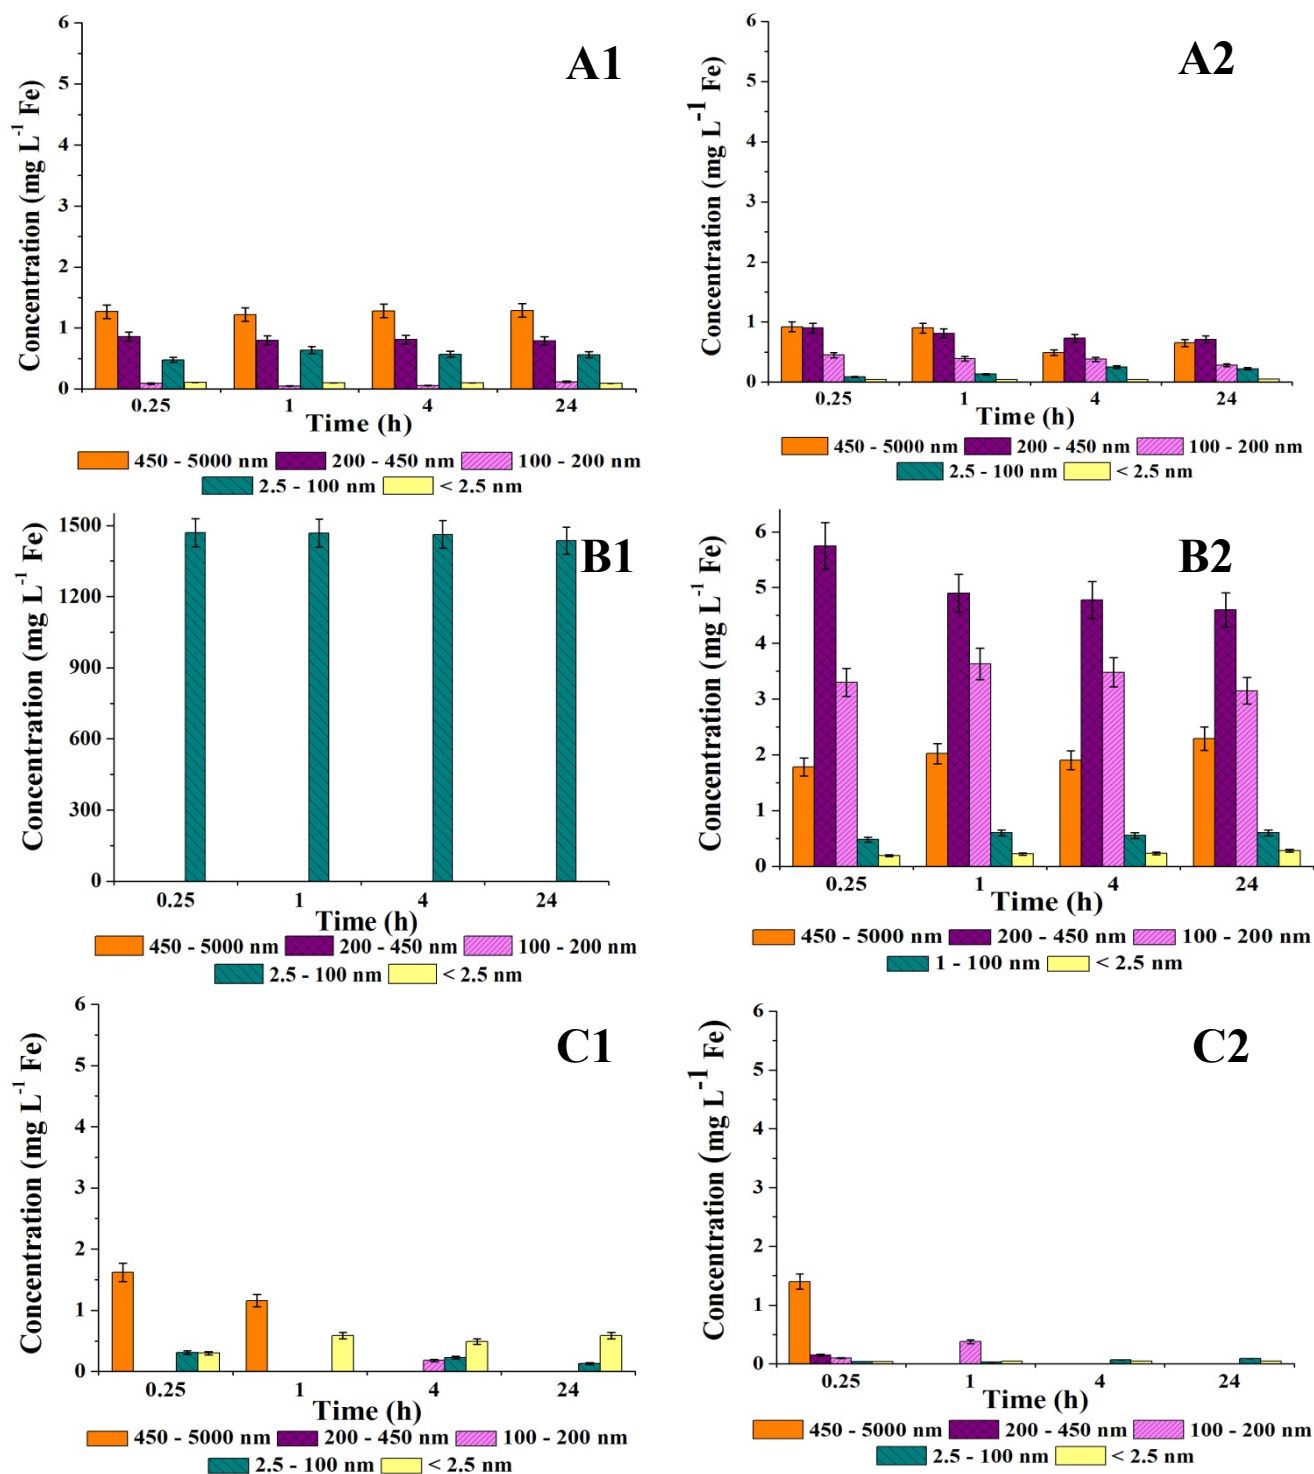 A1
Concentration (mg L-1 Fe)
6
5
4
3
2
1
0
0.25 1 4 24
Time (h)
450 - 5000 nm 200 - 450 nm 100 - 200 nm
2.5 - 100 nm < 2.5 nm
A2
Concentration (mg L-1 Fe)
6
5
4
3
2
1
0
0.25 1 4 24
Time (h)
450 - 5000 nm 200 - 450 nm 100 - 200 nm
2.5 - 100 nm < 2.5 nm
B1
Concentration (mg L-1 Fe)
1500
1200
900
600
300
0
0.25 1 4 24
Time (h)
450 - 5000 nm 200 - 450 nm 100 - 200 nm
2.5 - 100 nm < 2.5 nm
B2
Concentration (mg L-1 Fe)
6
5
4
3
2
1
0
0.25 1 4 24
Time (h)
450 - 5000 nm 200 - 450 nm 100 - 200 nm
1 - 100 nm < 2.5 nm
C1
Concentration (mg L-1 Fe)
6
5
4
3
2
1
0
0.25 1 4 24
Time (h)
450 - 5000 nm 200 - 450 nm 100 - 200 nm
2.5 - 100 nm < 2.5 nm
C2
Concentration (mg L-1 Fe)
6
5
4
3
2
1
0
0.25 1 4 24
Time (h)
450 - 5000 nm 200 - 450 nm 100 - 200 nm
2.5 - 100 nm < 2.5 nm